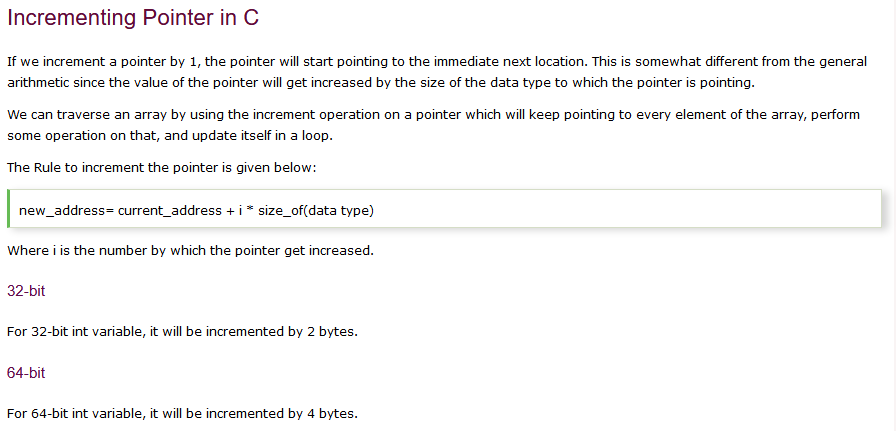 Incrementing Pointer in C
If we increment a pointer by 1, the pointer will start pointing to the immediate next location. This is somewhat different from the general
arithmetic since the value of the pointer will get increased by the size of the data type to which the pointer is pointing.
We can traverse an array by using the increment operation on a pointer which will keep pointing to every element of the array, perform
some operation on that, and update itself in a loop.
The Rule to increment the pointer is given below:
new_address= current_address + i * size_of(data type)
Where i is the number by which the pointer get increased.
32-bit
For 32-bit int variable, it will be incremented by 2 bytes.
64-bit
For 64-bit int variable, it will be incremented by 4 bytes.